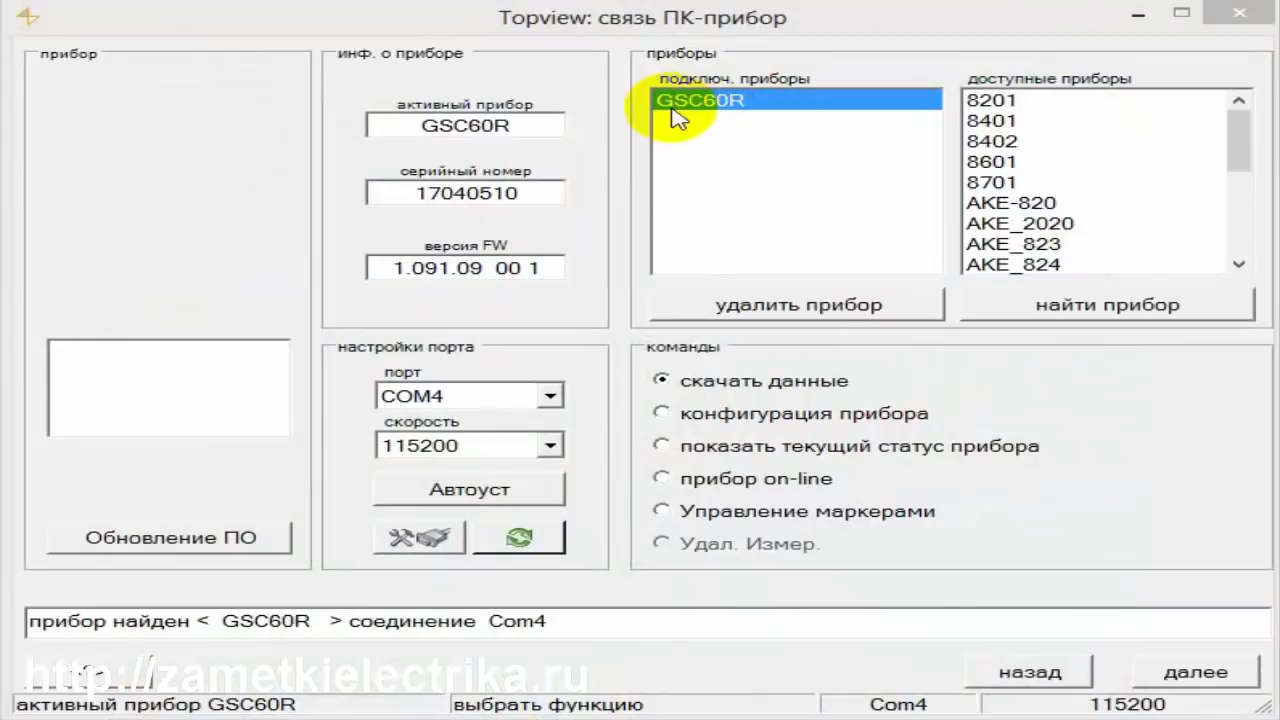 Topview: связь ПК-прибор
прибор
Обновление ПО
инф. о приборе
активный прибор
GSC60R
серийный номер
17040510
версия FW
1.091.09 00 1
настройки порта
порт
COM4
скорость
115200
Автоуст
приборы
подключ. приборы
GSC60R
удалить прибор
доступные приборы
8201
8401
8402
8601
8701
AKE-820
AKE_2020
AKE_823
AKE_824
найти прибор
команды
скачать данные
конфигурация прибора
показать текущий статус прибора
прибор on-line
Управление маркерами
Удал. Измер.
прибор найден < GSC60R > соединение Com4
http://zametkielectrika.ru
назад
далее
активный прибор GSC60R
выбрать функцию
Com4
115200